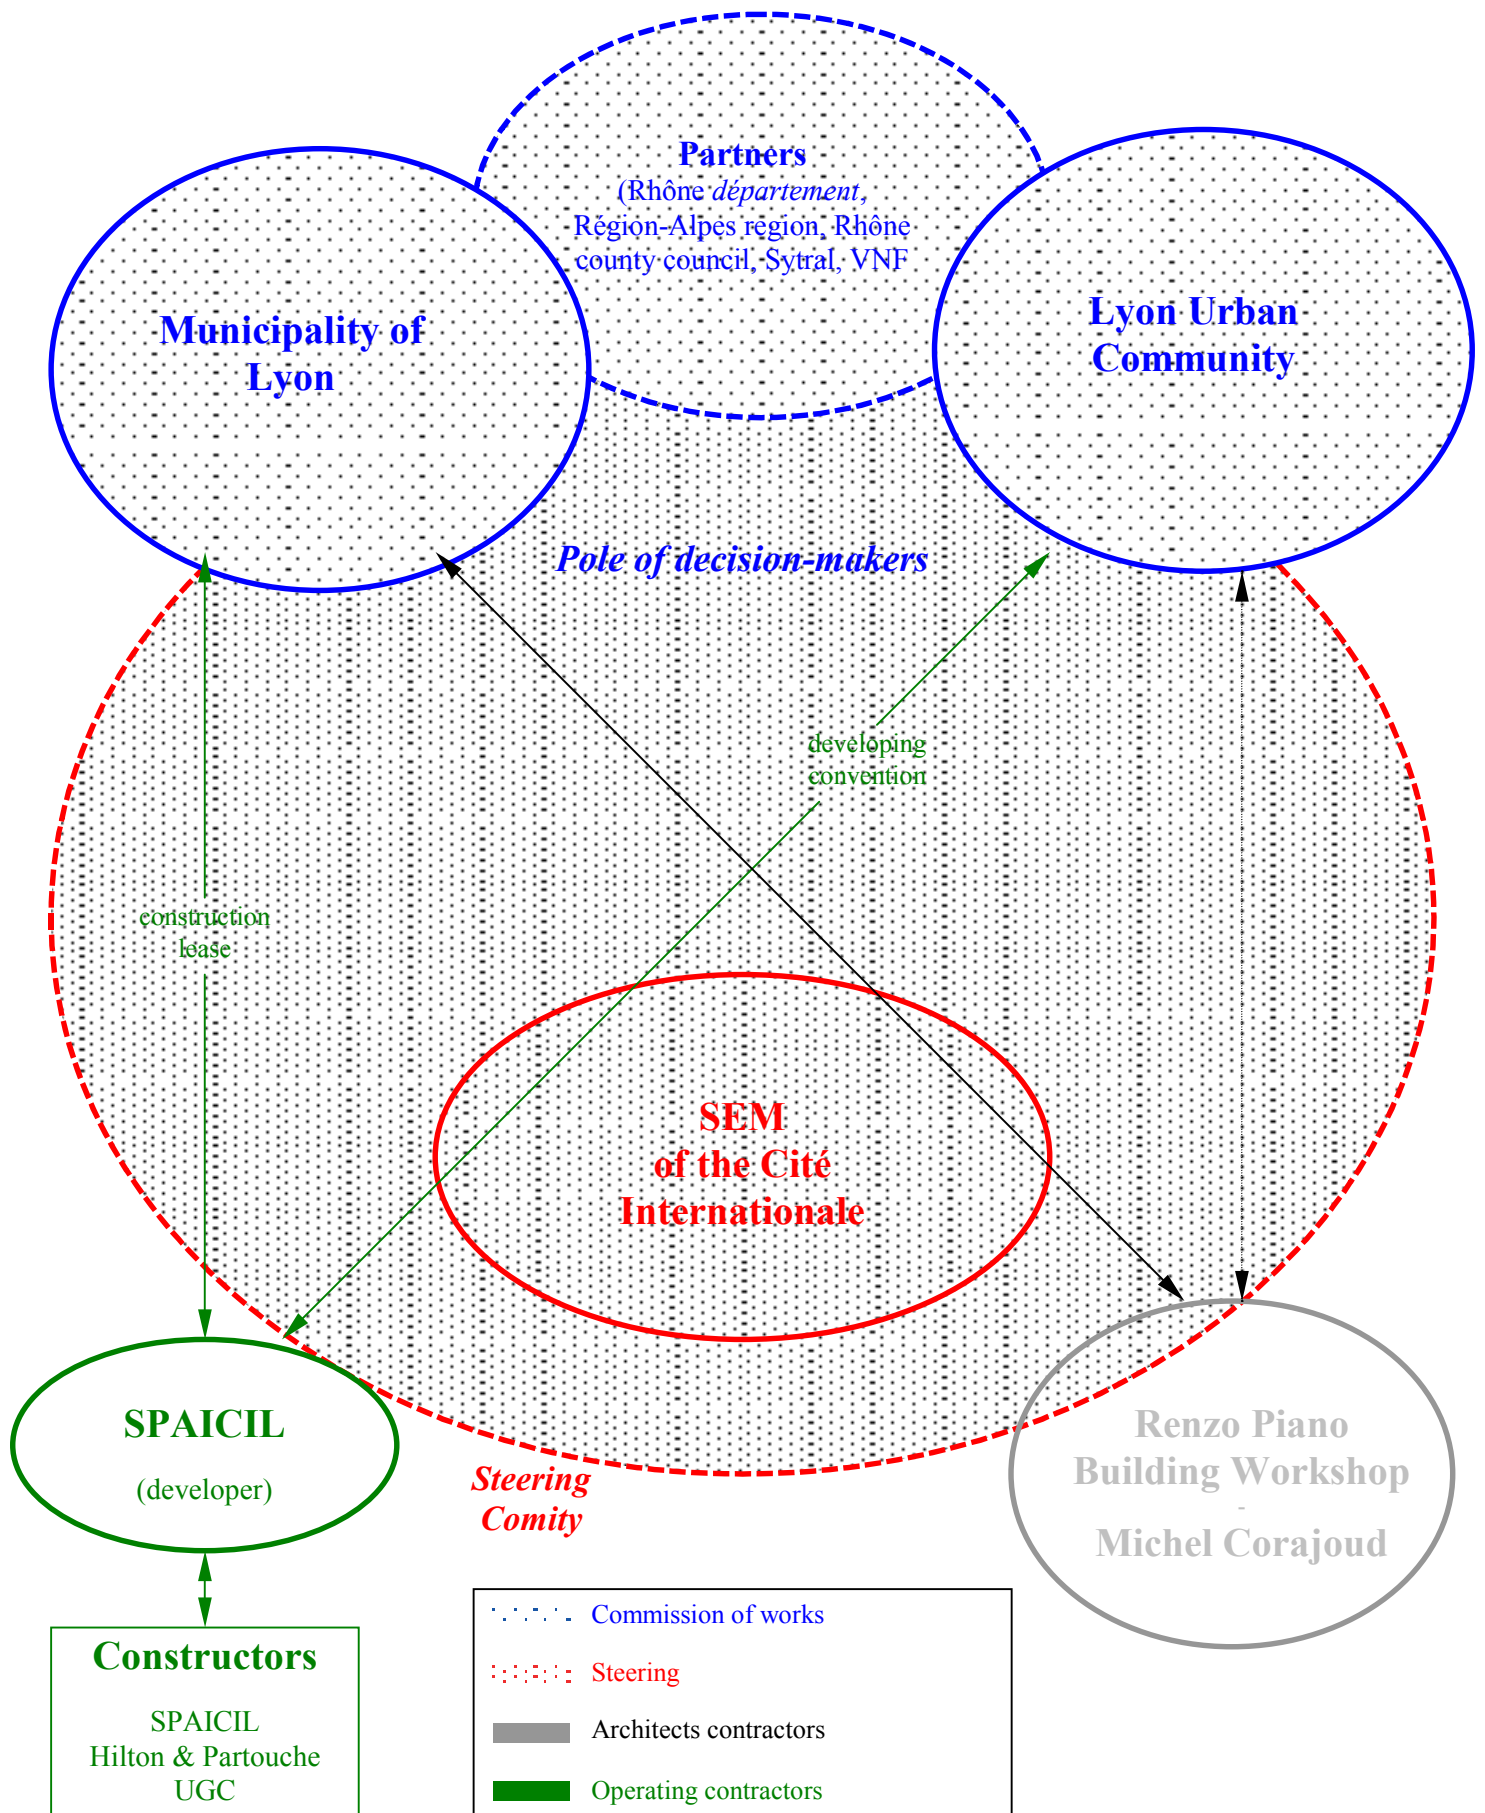 Partners
(Rhône département,
Région-Alpes region, Rhône
county council, Sytral, VNF
Municipality of
Lyon
Lyon Urban
Community
Pole of decision-makers
developing
convention
construction
lease
SEM
of the Cité
Internationale
SPAICIL
(developer)
Steering
Comity
Renzo Piano
Building Workshop
-
Michel Corajoud
Constructors
SPAICIL
Hilton & Partouche
UGC
Commission of works
Steering
Architects contractors
Operating contractors